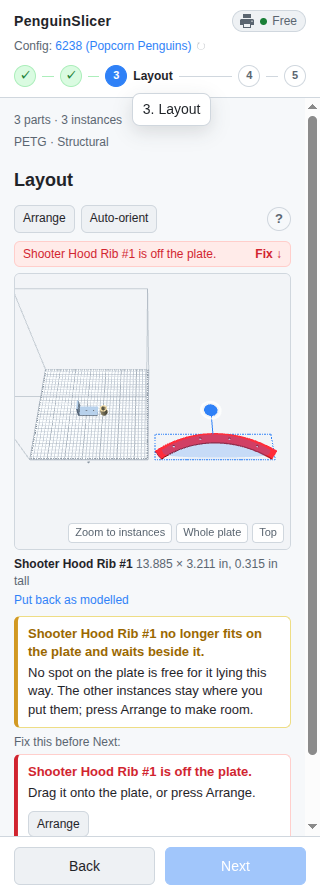 PenguinSlicer
Free
Config: 6238 (Popcorn Penguins)
✓ ✓ 3 Layout 4 5
3. Layout
3 parts · 3 instances
PETG · Structural
Layout
Arrange Auto-orient ?
Shooter Hood Rib #1 is off the plate. Fix ↓
Zoom to instances Whole plate Top
Shooter Hood Rib #1 13.885 × 3.211 in, 0.315 in
tall
Put back as modelled
Shooter Hood Rib #1 no longer fits on
the plate and waits beside it.
No spot on the plate is free for it lying this
way. The other instances stay where you
put them; press Arrange to make room.
Fix this before Next:
Shooter Hood Rib #1 is off the plate.
Drag it onto the plate, or press Arrange.
Arrange
Back Next